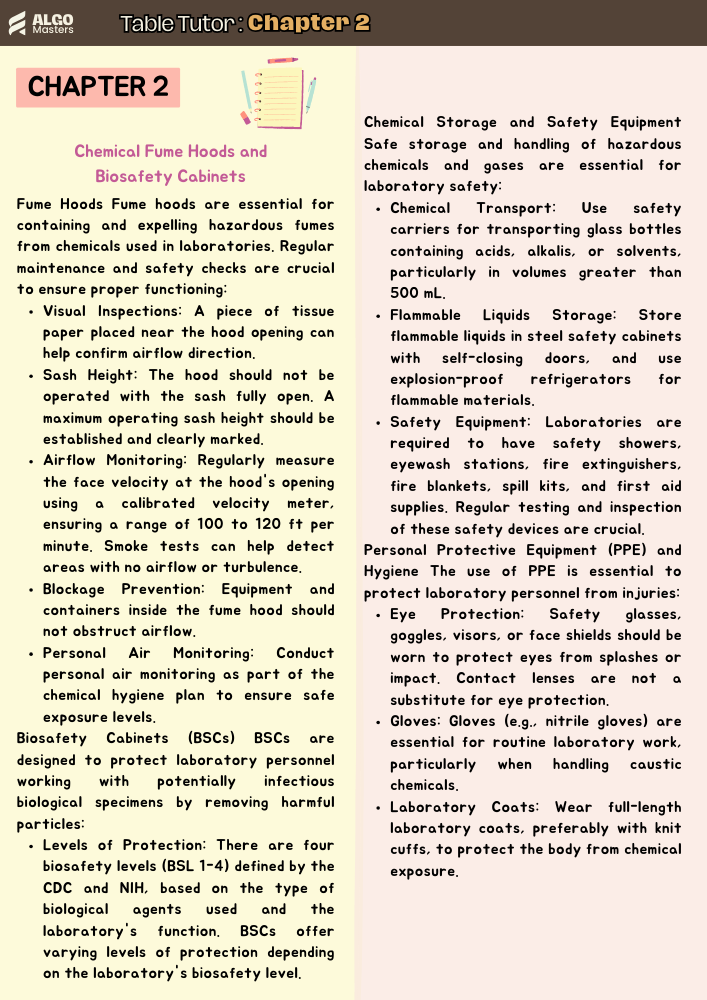 ALGO
Masters
Table Tutor : Chapter 2
CHAPTER 2
Chemical Fume Hoods and
Biosafety Cabinets
Fume Hoods Fume hoods are essential for
containing and expelling hazardous fumes
from chemicals used in laboratories. Regular
maintenance and safety checks are crucial
to ensure proper functioning:
• Visual Inspections: A piece of tissue
paper placed near the hood opening can
help confirm airflow direction.
• Sash Height: The hood should not be
operated with the sash fully open. A
maximum operating sash height should be
established and clearly marked.
• Airflow Monitoring: Regularly measure
the face velocity at the hood's opening
using a calibrated velocity meter,
ensuring a range of 100 to 120 ft per
minute. Smoke tests can help detect
areas with no airflow or turbulence.
• Blockage Prevention: Equipment and
containers inside the fume hood should
not obstruct airflow.
• Personal Air Monitoring: Conduct
personal air monitoring as part of the
chemical hygiene plan to ensure safe
exposure levels.
Biosafety Cabinets (BSCs) BSCs are
designed to protect laboratory personnel
working with potentially infectious
biological specimens by removing harmful
particles:
• Levels of Protection: There are four
biosafety levels (BSL 1-4) defined by the
CDC and NIH, based on the type of
biological agents used and the
laboratory's function. BSCs offer
varying levels of protection depending
on the laboratory's biosafety level.
Chemical Storage and Safety Equipment
Safe storage and handling of hazardous
chemicals and gases are essential for
laboratory safety:
• Chemical Transport: Use safety
carriers for transporting glass bottles
containing acids, alkalis, or solvents,
particularly in volumes greater than
500 mL.
• Flammable Liquids Storage: Store
flammable liquids in steel safety cabinets
with self-closing doors, and use
explosion-proof refrigerators for
flammable materials.
• Safety Equipment: Laboratories are
required to have safety showers,
eyewash stations, fire extinguishers,
fire blankets, spill kits, and first aid
supplies. Regular testing and inspection
of these safety devices are crucial.
Personal Protective Equipment (PPE) and
Hygiene The use of PPE is essential to
protect laboratory personnel from injuries:
• Eye Protection: Safety glasses,
goggles, visors, or face shields should be
worn to protect eyes from splashes or
impact. Contact lenses are not a
substitute for eye protection.
• Gloves: Gloves (e.g., nitrile gloves) are
essential for routine laboratory work,
particularly when handling caustic
chemicals.
• Laboratory Coats: Wear full-length
laboratory coats, preferably with knit
cuffs, to protect the body from chemical
exposure.